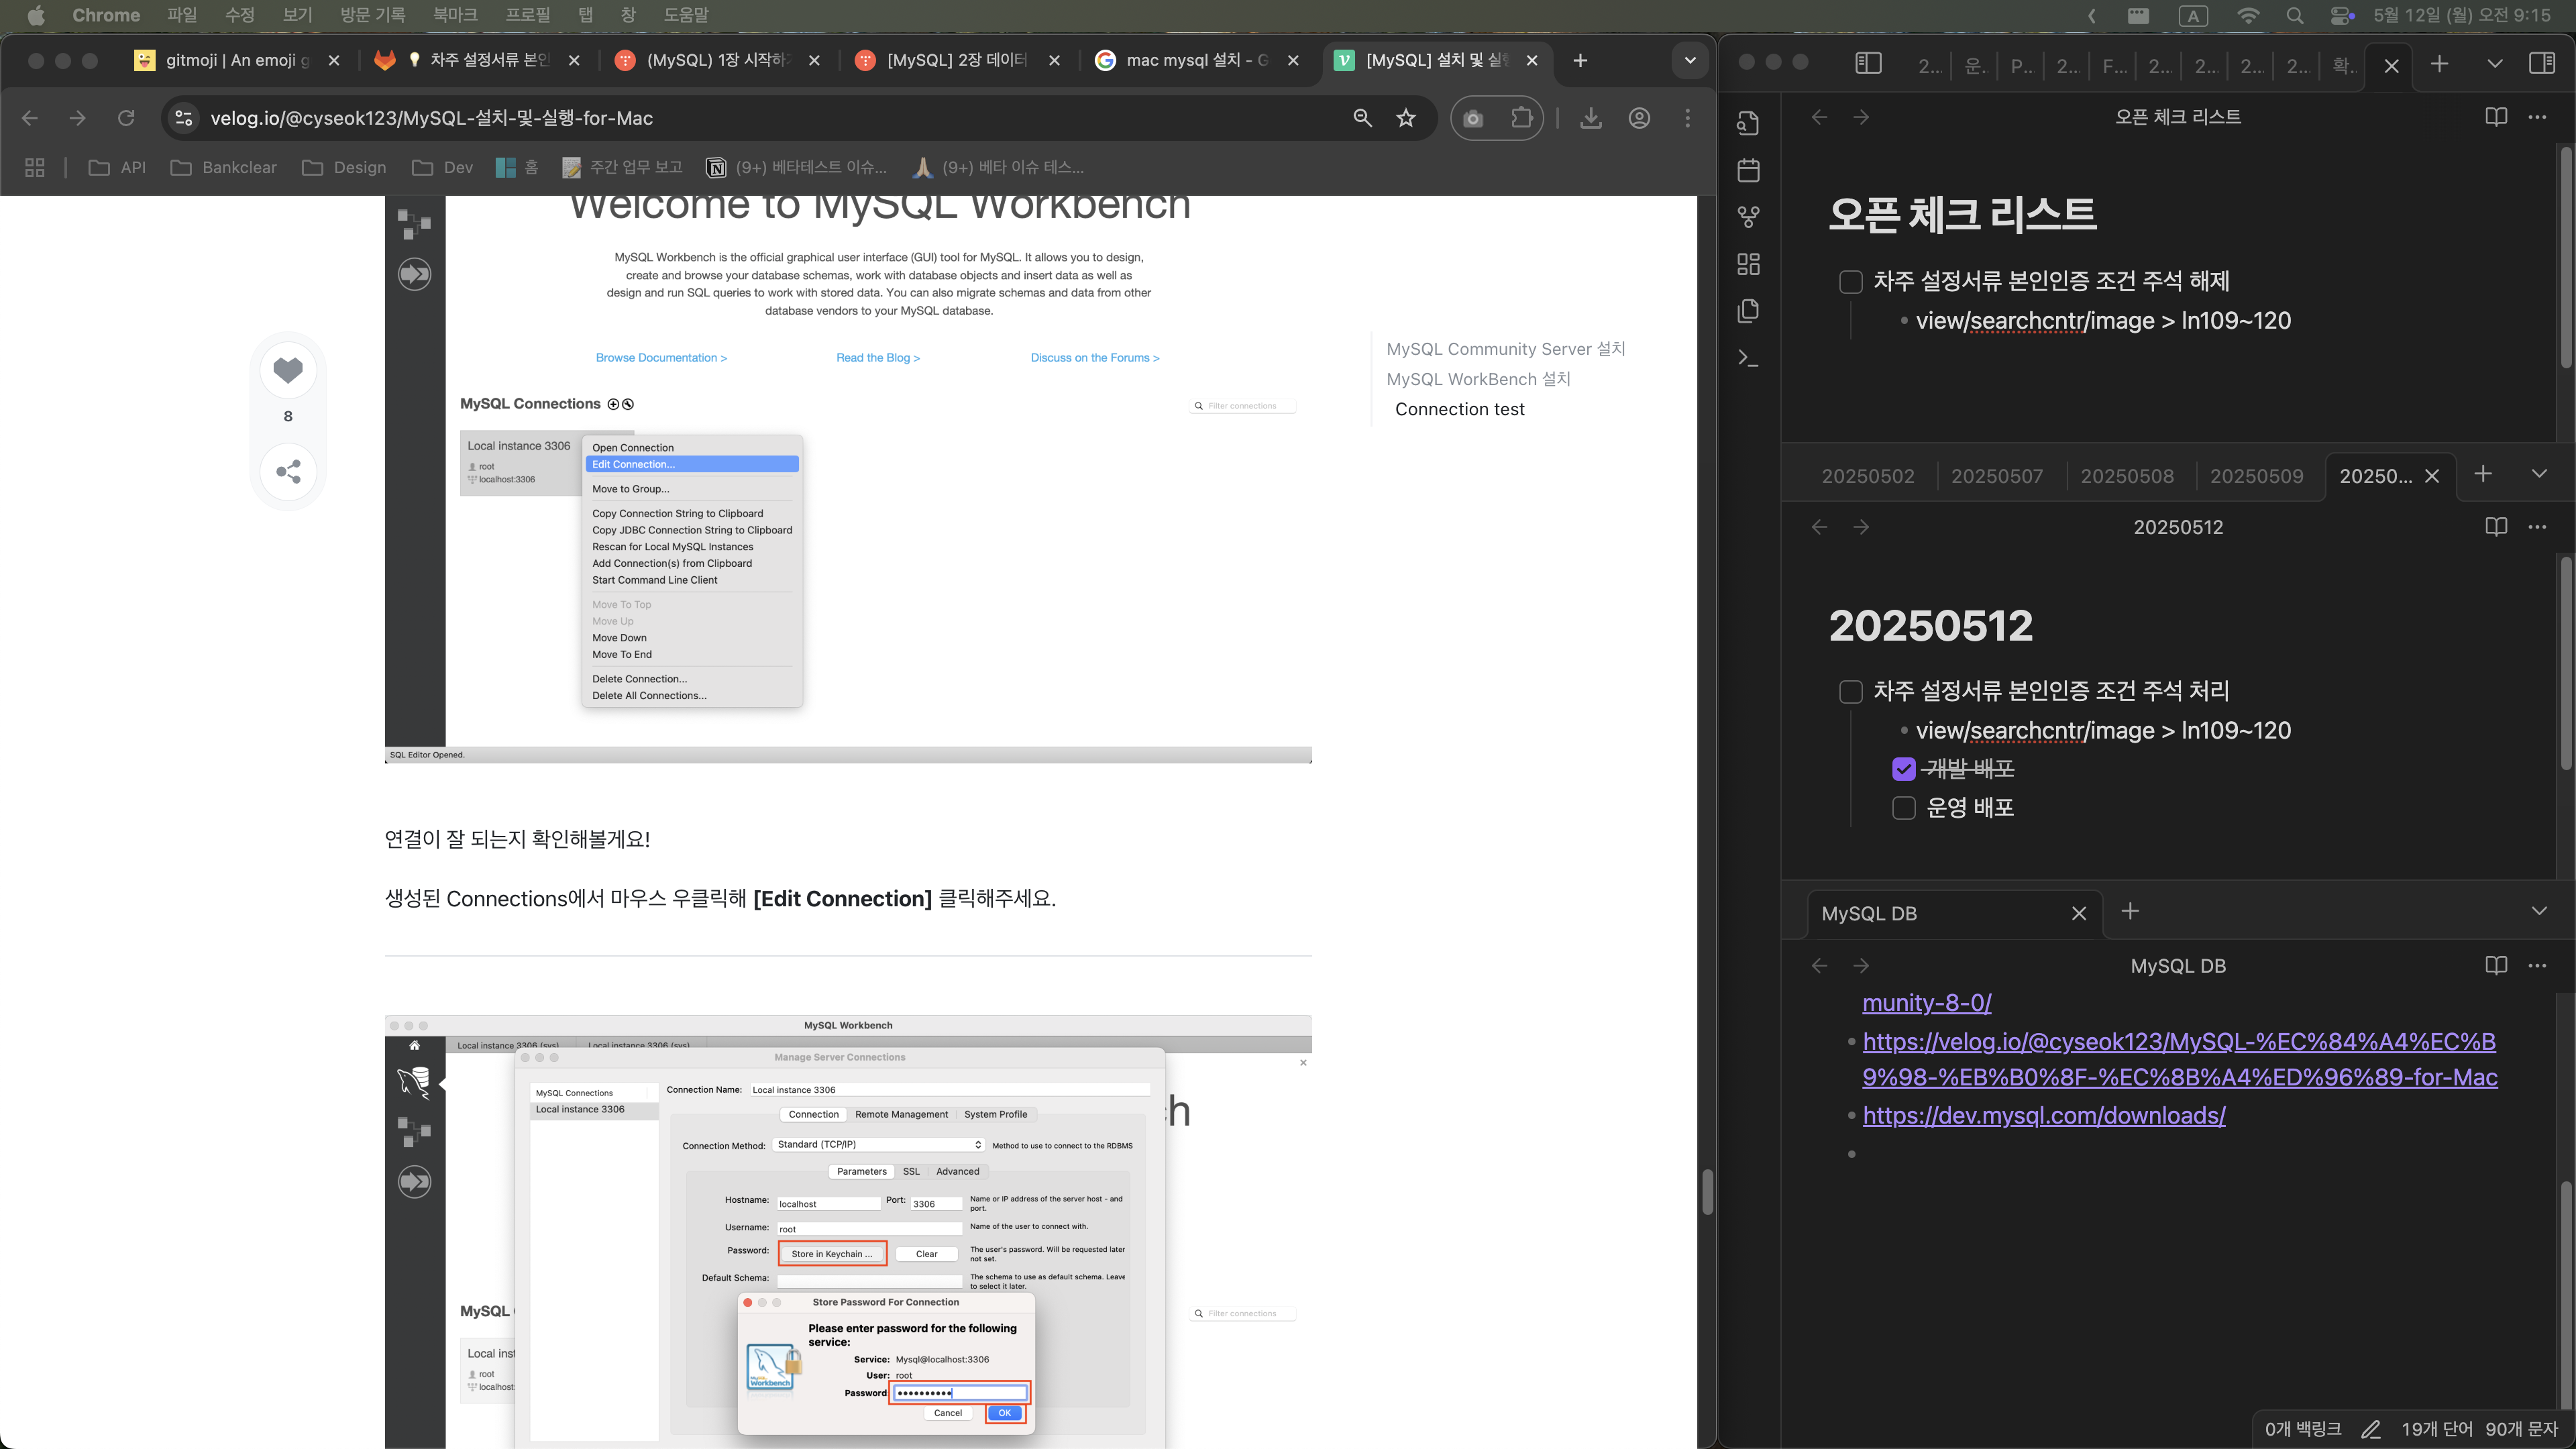 Chrome 파일 수정 보기 방문 기록 북마크 프로필 탭 창 도움말
A 5월 12일 (월) 오전 9:15
gitmoji | An emoji g
차주 설정서류 본인
(MySQL) 1장 시작하
[MySQL] 2장 데이터
mac mysql 설치 - G
[MySQL] 설치 및 실
velog.io/@cyseok123/MySQL-설치-및-실행-for-Mac
API Bankclear Design Dev 홈 주간 업무 보고 (9+) 베타테스트 이슈... (9+) 베타 이슈 테스...
Welcome to MySQL Workbench
MySQL Workbench is the official graphical user interface (GUI) tool for MySQL. It allows you to design,
create and browse your database schemas, work with database objects and insert data as well as
design and run SQL queries to work with stored data. You can also migrate schemas and data from other
database vendors to your MySQL database.
Browse Documentation > Read the Blog > Discuss on the Forums >
8
MySQL Connections
Filter connections
Local instance 3306
root
localhost:3306
Open Connection
Edit Connection...
Move to Group...
Copy Connection String to Clipboard
Copy JDBC Connection String to Clipboard
Rescan for Local MySQL Instances
Add Connection(s) from Clipboard
Start Command Line Client
Move To Top
Move Up
Move Down
Move To End
Delete Connection...
Delete All Connections...
SQL Editor Opened.
MySQL Community Server 설치
MySQL WorkBench 설치
Connection test
연결이 잘 되는지 확인해볼게요!
생성된 Connections에서 마우스 우클릭해 [Edit Connection] 클릭해주세요.
MySQL Workbench
Local instance 3306 (sys) Local instance 3306 (sys)
Manage Server Connections
MySQL Connections
Local instance 3306
Connection Name: Local instance 3306
Connection Remote Management System Profile
Connection Method: Standard (TCP/IP) Method to use to connect to the RDBMS
Parameters SSL Advanced
Hostname: localhost Port: 3306 Name or IP address of the server host - and
port.
Username: root Name of the user to connect with.
Password: Store in Keychain ... Clear The user's password. Will be requested later
not set.
Default Schema: The schema to use as default schema. Leave
to select it later.
Store Password For Connection
Please enter password for the following
service:
Service: Mysql@localhost:3306
User: root
Password
Cancel OK
MySQL
Filter connections
Local inst
root
localhost:
h
Workbench
2... 운.. P... 2... F... 2... 2... 2... 2... 확..
오픈 체크 리스트
오픈 체크 리스트
차주 설정서류 본인인증 조건 주석 해제
view/searchcntr/image > ln109~120
20250502 20250507 20250508 20250509 20250...
20250512
20250512
차주 설정서류 본인인증 조건 주석 처리
view/searchcntr/image > ln109~120
개발 배포
운영 배포
MySQL DB
MySQL DB
munity-8-0/
https://velog.io/@cyseok123/MySQL-%EC%84%A4%EC%B
9%98-%EB%B0%8F-%EC%8B%A4%ED%96%89-for-Mac
https://dev.mysql.com/downloads/
0개 백링크 19개 단어 90개 문자